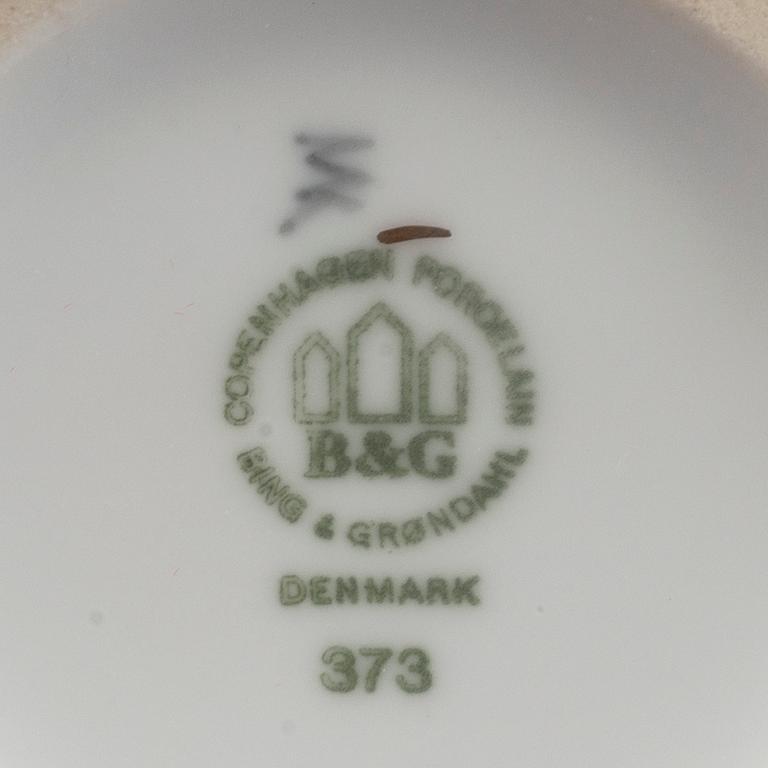 COPENHAGEN PORCELAIN
B&G
BING & GRØNDAHL
DENMARK
373